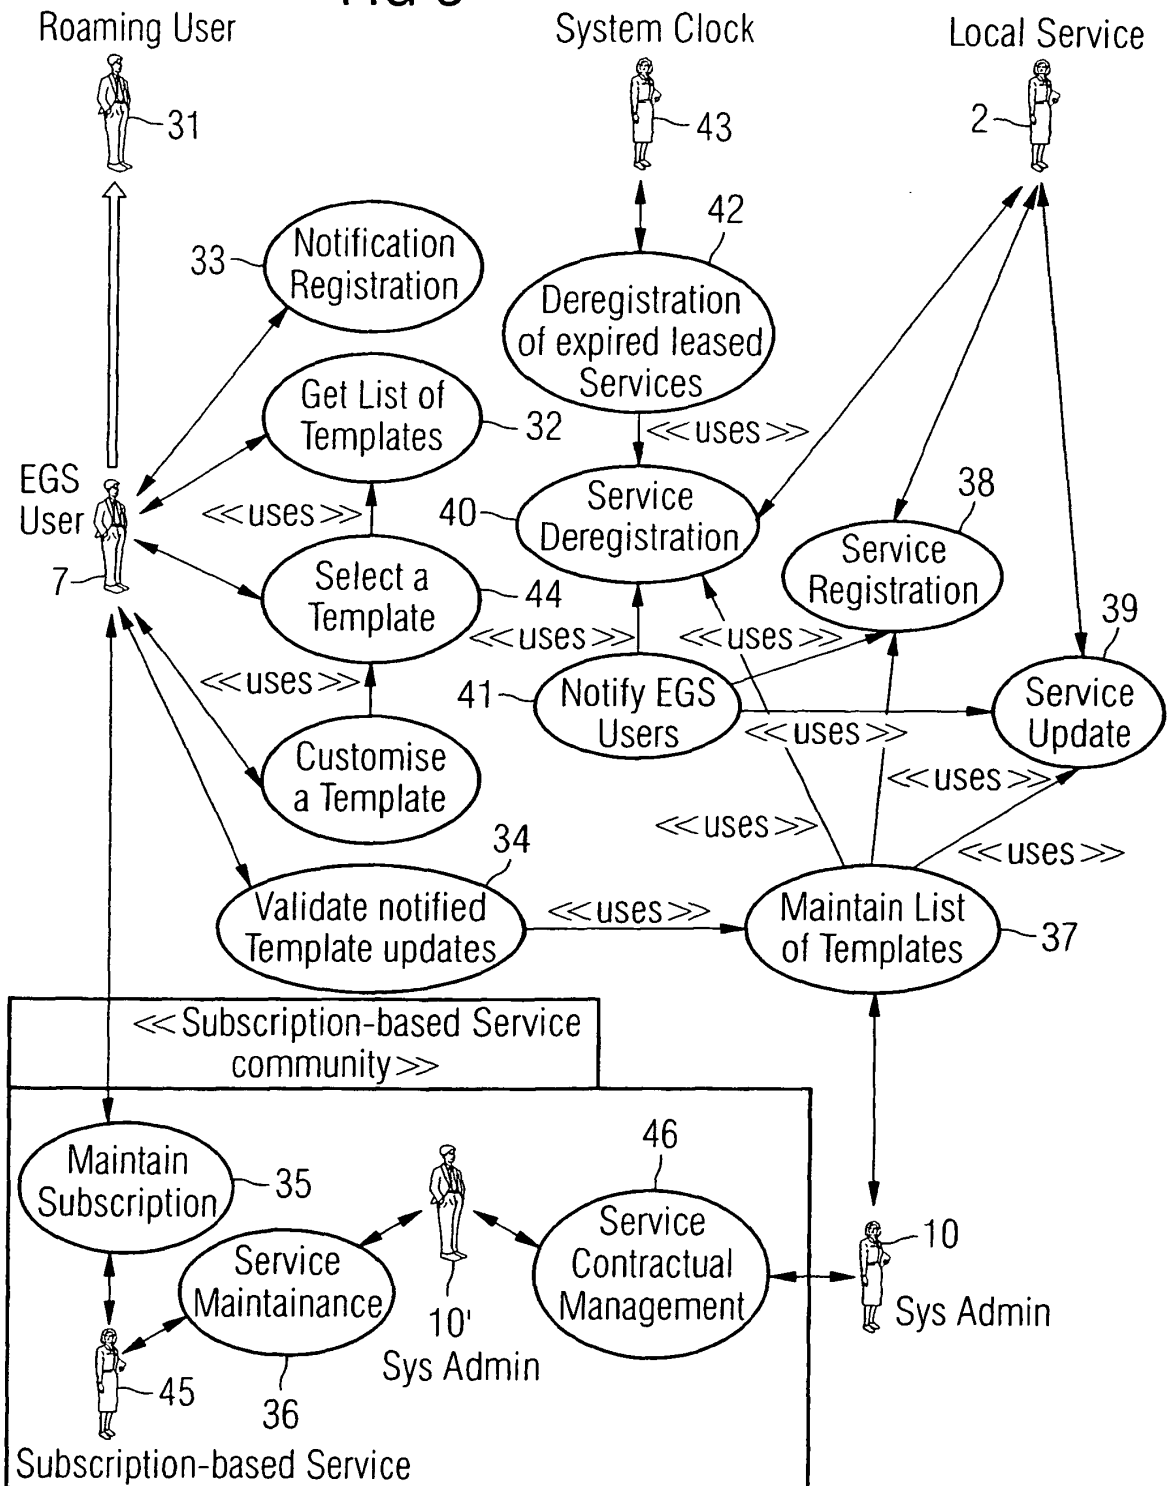 Roaming User
System Clock
Local Service
31
43
2
42
33
Notification
Registration
Deregistration
of expired leased
Services
Get List of
Templates
32
<<uses>>
EGS
User
7
<<uses>>
40
Service
Deregistration
38
Service
Registration
Select a
Template
44
<<uses>>
<<uses>>
39
<<uses>>
41
Notify EGS
Users
Service
Update
<<uses>>
Customise
a Template
<<uses>>
<<uses>>
34
<<uses>>
Validate notified
Template updates
<<uses>>
Maintain List
of Templates
37
<<Subscription-based Service
community>>
Maintain
Subscription
35
46
Service
Contractual
Management
10
Sys Admin
Service
Maintainance
10'
Sys Admin
45
36
Subscription-based Service